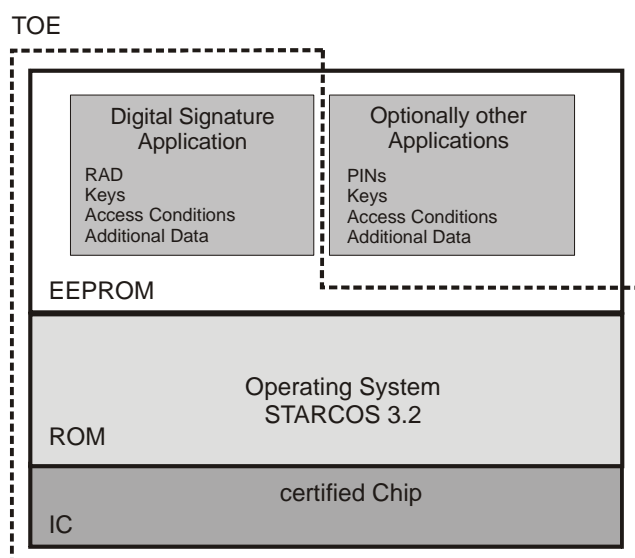 TOE
Digital Signature
Application
RAD
Keys
Access Conditions
Additional Data
Optionally other
Applications
PINs
Keys
Access Conditions
Additional Data
EEPROM
Operating System
STARCOS 3.2
ROM
certified Chip
IC